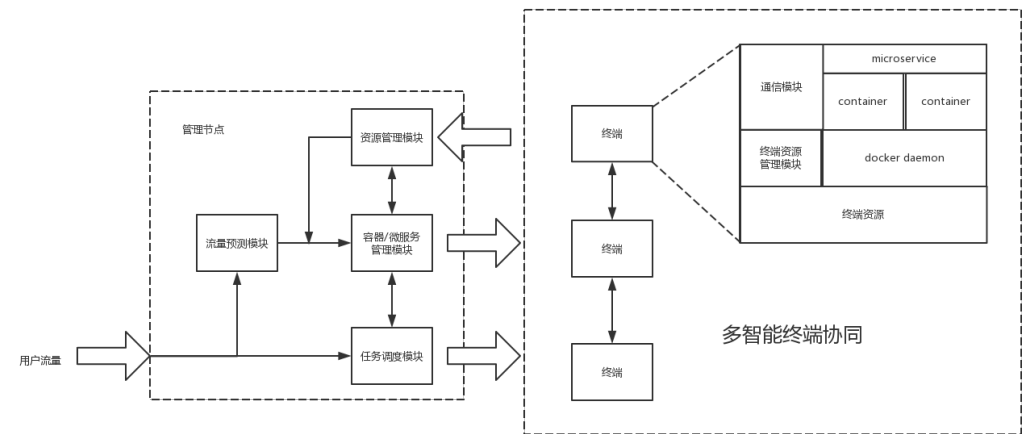 管理节点
资源管理模块
流量预测模块
容器/微服务
管理模块
任务调度模块
用户流量
终端
终端
终端
通信模块
microservice
container
container
终端资源
管理模块
docker daemon
终端资源
多智能终端协同